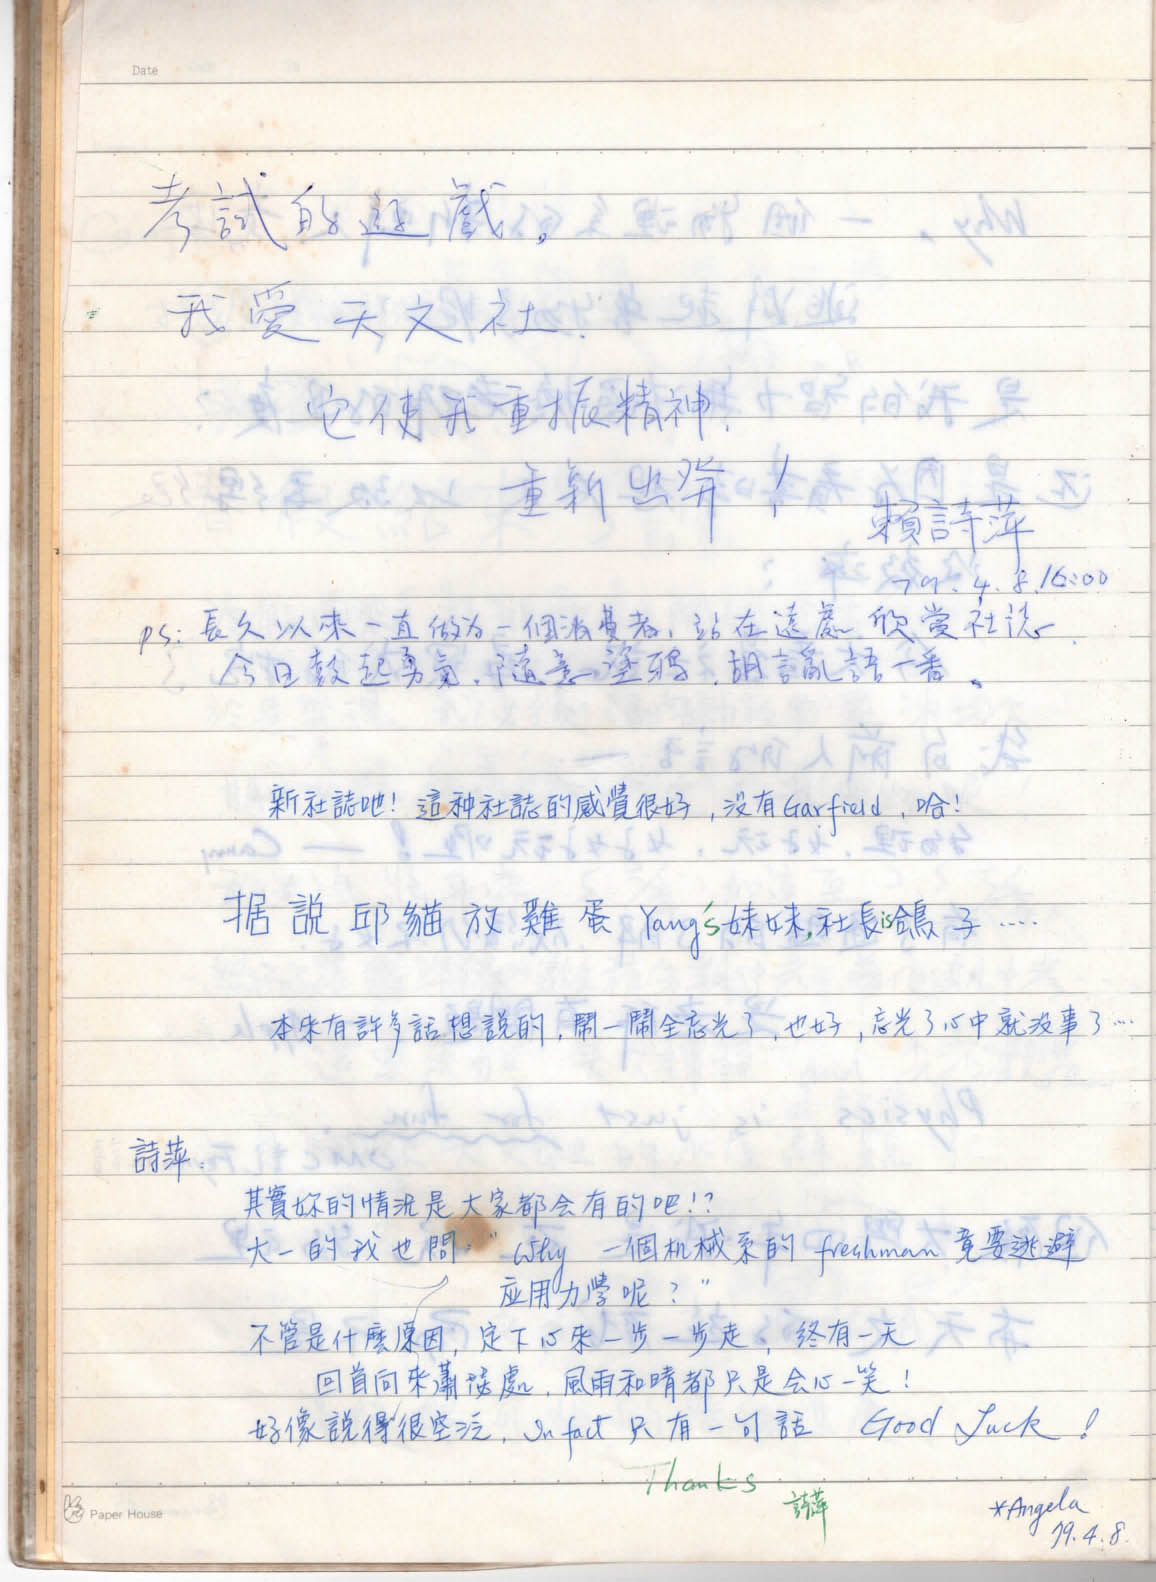 Date
考試的遊戲。
我愛天文社.
它使我重振精神.
重新出發！
賴詩萍
79.4.8.16:00
PS: 長久以來一直做為一個消費者，站在遠處欣賞社誌，
今日鼓起勇氣，隨意塗鴉，胡言亂語一番。
新社誌吔！這种社誌的感覺很好，沒有Garfield，哈！
据說邱貓放雞蛋Yang's妹妹,社長is鴿子‥‥
本來有許多話想說的，鬧一鬧全忘光了，也好，忘光了心中就沒事了‥‥
詩萍：
其實妳的情況是大家都会有的吧!?
大一的我也問："Why 一個机械系的 freshman 竟要逃避
应用力學呢？"
不管是什麼原因，定下心來一步一步走，終有一天
回首向來瀟瑟處，風雨和晴都只是会心一笑！
好像說得很空泛，In fact 只有一句話 Good Luck！
Thanks
詩萍
*Angela
79.4.8.
Paper House